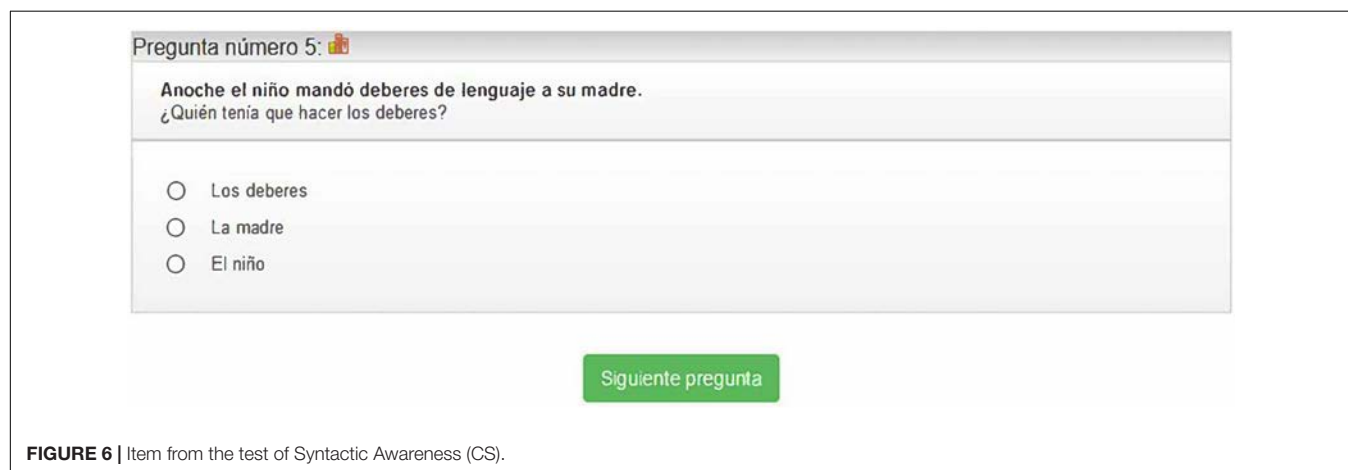 Pregunta número 5:
Anoche el niño mandó deberes de lenguaje a su madre.
¿Quién tenía que hacer los deberes?
Los deberes
La madre
El niño
Siguiente pregunta
FIGURE 6 | Item from the test of Syntactic Awareness (CS).